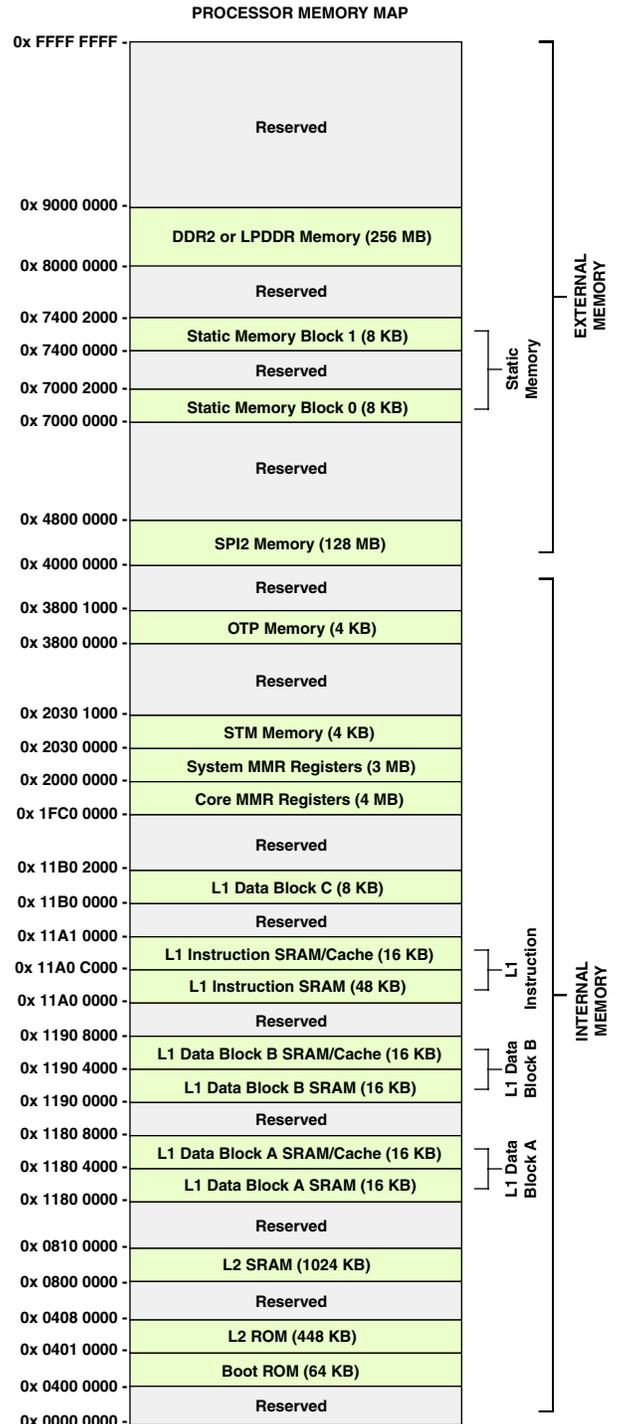 PROCESSOR MEMORY MAP
0x FFFF FFFF
Reserved
0x 9000 0000
DDR2 or LPDDR Memory (256 MB)
0x 8000 0000
Reserved
0x 7400 2000
Static Memory Block 1 (8 KB)
0x 7400 0000
Reserved
0x 7000 2000
Static Memory Block 0 (8 KB)
0x 7000 0000
Static
Memory
EXTERNAL
MEMORY
Reserved
0x 4800 0000
SPI2 Memory (128 MB)
0x 4000 0000
Reserved
0x 3800 1000
OTP Memory (4 KB)
0x 3800 0000
Reserved
0x 2030 1000
STM Memory (4 KB)
0x 2030 0000
System MMR Registers (3 MB)
0x 2000 0000
Core MMR Registers (4 MB)
0x 1FC0 0000
Reserved
0x 11B0 2000
L1 Data Block C (8 KB)
0x 11B0 0000
Reserved
0x 11A1 0000
L1 Instruction SRAM/Cache (16 KB)
0x 11A0 C000
L1 Instruction SRAM (48 KB)
0x 11A0 0000
L1
Instruction
INTERNAL
MEMORY
Reserved
0x 1190 8000
L1 Data Block B SRAM/Cache (16 KB)
0x 1190 4000
L1 Data Block B SRAM (16 KB)
0x 1190 0000
L1 Data
Block B
Reserved
0x 1180 8000
L1 Data Block A SRAM/Cache (16 KB)
0x 1180 4000
L1 Data Block A SRAM (16 KB)
0x 1180 0000
L1 Data
Block A
Reserved
0x 0810 0000
L2 SRAM (1024 KB)
0x 0800 0000
Reserved
0x 0408 0000
L2 ROM (448 KB)
0x 0401 0000
Boot ROM (64 KB)
0x 0400 0000
Reserved
0x 0000 0000